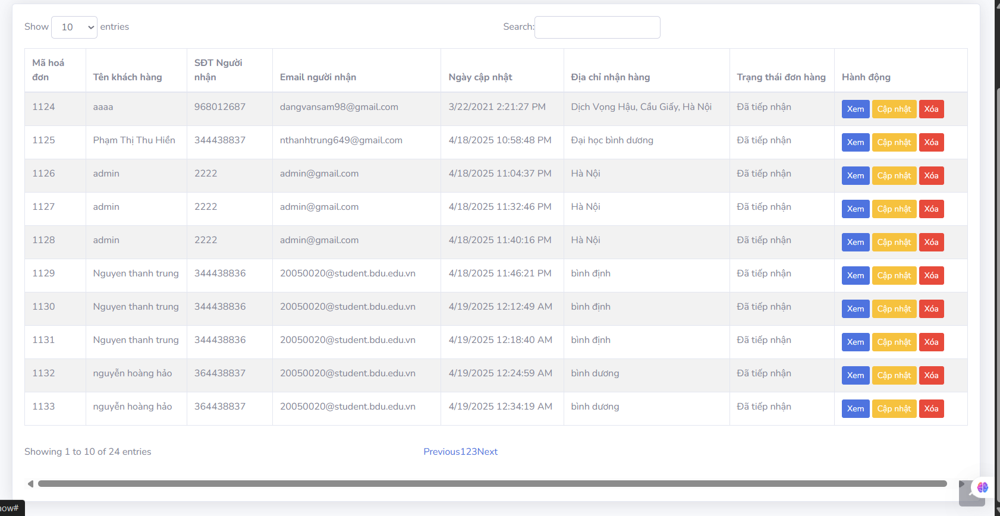 Show 10 entries Search:
Mã hoá đơn Tên khách hàng SĐT Người nhận Email người nhận Ngày cập nhật Địa chỉ nhận hàng Trạng thái đơn hàng Hành động
1124 aaaa 968012687 dangvansam98@gmail.com 3/22/2021 2:21:27 PM Dịch Vọng Hậu, Cầu Giấy, Hà Nội Đã tiếp nhận Xem Cập nhật Xóa
1125 Phạm Thị Thu Hiền 344438837 nthanhtrung649@gmail.com 4/18/2025 10:58:48 PM Đại học bình dương Đã tiếp nhận Xem Cập nhật Xóa
1126 admin 2222 admin@gmail.com 4/18/2025 11:04:37 PM Hà Nội Đã tiếp nhận Xem Cập nhật Xóa
1127 admin 2222 admin@gmail.com 4/18/2025 11:32:46 PM Hà Nội Đã tiếp nhận Xem Cập nhật Xóa
1128 admin 2222 admin@gmail.com 4/18/2025 11:40:16 PM Hà Nội Đã tiếp nhận Xem Cập nhật Xóa
1129 Nguyen thanh trung 344438836 20050020@student.bdu.edu.vn 4/18/2025 11:46:21 PM bình định Đã tiếp nhận Xem Cập nhật Xóa
1130 Nguyen thanh trung 344438836 20050020@student.bdu.edu.vn 4/19/2025 12:12:49 AM bình định Đã tiếp nhận Xem Cập nhật Xóa
1131 Nguyen thanh trung 344438836 20050020@student.bdu.edu.vn 4/19/2025 12:18:40 AM bình định Đã tiếp nhận Xem Cập nhật Xóa
1132 nguyễn hoàng hảo 364438837 20050020@student.bdu.edu.vn 4/19/2025 12:24:59 AM bình dương Đã tiếp nhận Xem Cập nhật Xóa
1133 nguyễn hoàng hảo 364438837 20050020@student.bdu.edu.vn 4/19/2025 12:34:19 AM bình dương Đã tiếp nhận Xem Cập nhật Xóa
Showing 1 to 10 of 24 entries Previous123Next